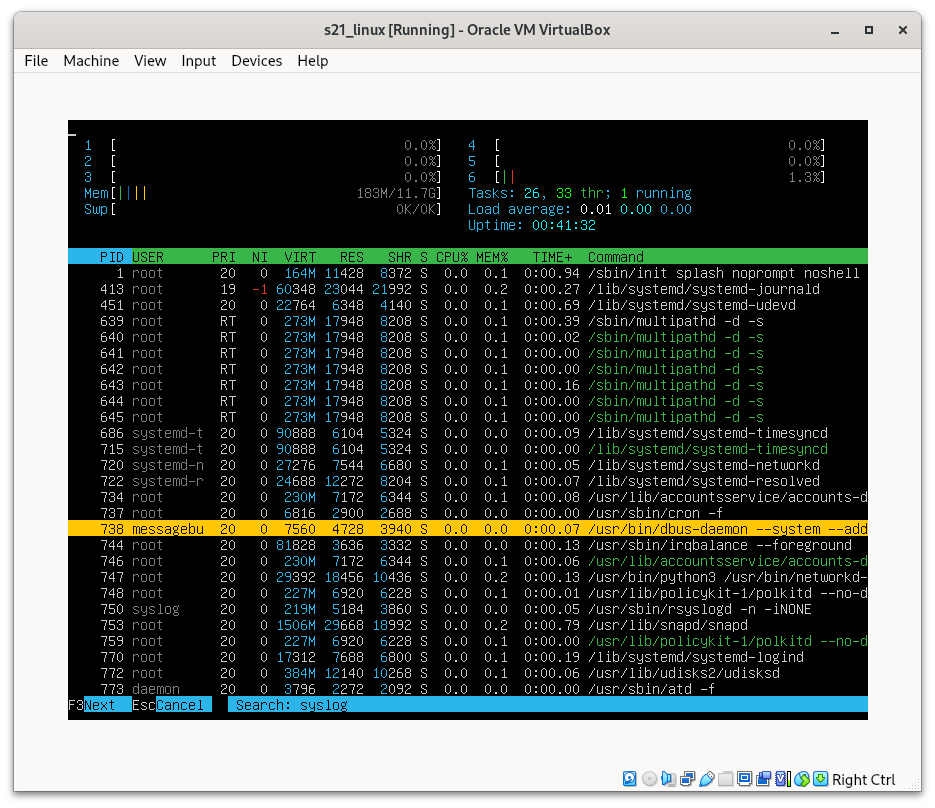 s21_linux [Running] - Oracle VM VirtualBox
File Machine View Input Devices Help
1 [ 0.0%] 4 [ 0.0%]
2 [ 0.0%] 5 [ 0.0%]
3 [ 0.0%] 6 [|| 1.3%]
Mem[|||| 183M/11.7G] Tasks: 26, 33 thr; 1 running
Swp[ 0K/0K] Load average: 0.01 0.00 0.00
Uptime: 00:41:32
PID USER PRI NI VIRT RES SHR S CPU% MEM% TIME+ Command
1 root 20 0 164M 11428 8372 S 0.0 0.1 0:00.94 /sbin/init splash noprompt noshell
413 root 19 -1 60348 23044 21992 S 0.0 0.2 0:00.27 /lib/systemd/systemd-journald
451 root 20 0 22764 6348 4140 S 0.0 0.1 0:00.69 /lib/systemd/systemd-udevd
639 root RT 0 273M 17948 8208 S 0.0 0.1 0:00.39 /sbin/multipathd -d -s
640 root RT 0 273M 17948 8208 S 0.0 0.1 0:00.02 /sbin/multipathd -d -s
641 root RT 0 273M 17948 8208 S 0.0 0.1 0:00.00 /sbin/multipathd -d -s
642 root RT 0 273M 17948 8208 S 0.0 0.1 0:00.00 /sbin/multipathd -d -s
643 root RT 0 273M 17948 8208 S 0.0 0.1 0:00.16 /sbin/multipathd -d -s
644 root RT 0 273M 17948 8208 S 0.0 0.1 0:00.00 /sbin/multipathd -d -s
645 root RT 0 273M 17948 8208 S 0.0 0.1 0:00.00 /sbin/multipathd -d -s
686 systemd-t 20 0 90888 6104 5324 S 0.0 0.0 0:00.09 /lib/systemd/systemd-timesyncd
715 systemd-t 20 0 90888 6104 5324 S 0.0 0.0 0:00.00 /lib/systemd/systemd-timesyncd
720 systemd-n 20 0 27276 7544 6680 S 0.0 0.1 0:00.05 /lib/systemd/systemd-networkd
722 systemd-r 20 0 24688 12272 8204 S 0.0 0.1 0:00.07 /lib/systemd/systemd-resolved
734 root 20 0 230M 7172 6344 S 0.0 0.1 0:00.08 /usr/lib/accountsservice/accounts-d
737 root 20 0 6816 2900 2688 S 0.0 0.0 0:00.02 /usr/sbin/cron -f
738 messagebu 20 0 7560 4728 3940 S 0.0 0.0 0:00.07 /usr/bin/dbus-daemon --system --add
744 root 20 0 81828 3636 3332 S 0.0 0.0 0:00.13 /usr/sbin/irqbalance --foreground
746 root 20 0 230M 7172 6344 S 0.0 0.1 0:00.06 /usr/lib/accountsservice/accounts-d
747 root 20 0 29392 18456 10436 S 0.0 0.2 0:00.13 /usr/bin/python3 /usr/bin/networkd-
748 root 20 0 227M 6920 6228 S 0.0 0.1 0:00.01 /usr/lib/policykit-1/polkitd --no-d
750 syslog 20 0 219M 5184 3860 S 0.0 0.0 0:00.05 /usr/sbin/rsyslogd -n -iNONE
753 root 20 0 1506M 29668 18992 S 0.0 0.2 0:00.79 /usr/lib/snapd/snapd
759 root 20 0 227M 6920 6228 S 0.0 0.1 0:00.00 /usr/lib/policykit-1/polkitd --no-d
770 root 20 0 17312 7688 6800 S 0.0 0.1 0:00.19 /lib/systemd/systemd-logind
772 root 20 0 384M 12140 10268 S 0.0 0.1 0:00.06 /usr/lib/udisks2/udisksd
773 daemon 20 0 3796 2272 2092 S 0.0 0.0 0:00.00 /usr/sbin/atd -f
F3Next EscCancel Search: syslog
Right Ctrl